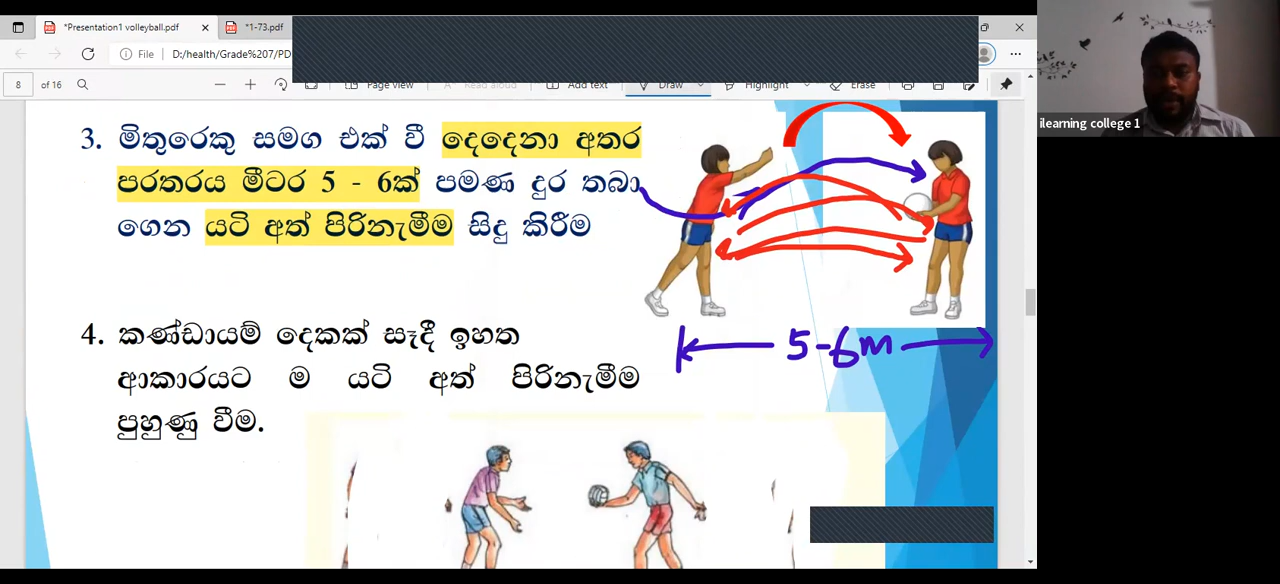 *Presentation1 volleyball.pdf
*1-73.pdf
File D:/health/Grade%207/PD
8 of 16 Page view Read aloud Add text Draw Highlight Erase
ilearning college 1
3. මිතුරෙකු සමග එක් වී දෙදෙනා අතර
පරතරය මීටර 5 - 6ක් පමණ දුර තබා
ගෙන යටි අත් පිරිනැමීම සිදු කිරීම
5-6m
4. කණ්ඩායම් දෙකක් සෑදී ඉහත
ආකාරයට ම යටි අත් පිරිනැමීම
පුහුණු වීම.